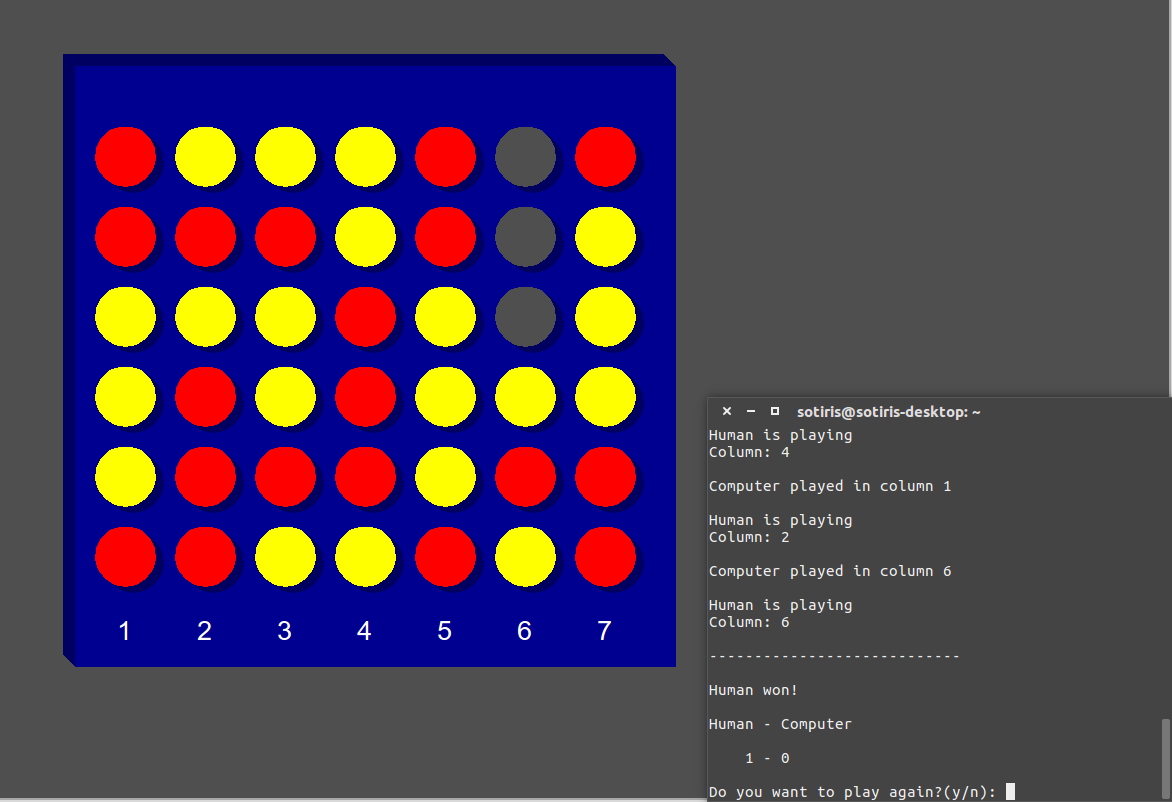 1 2 3 4 5 6 7
sotiris@sotiris-desktop: ~
Human is playing
Column: 4
Computer played in column 1
Human is playing
Column: 2
Computer played in column 6
Human is playing
Column: 6
----------------------------
Human won!
Human - Computer
1 - 0
Do you want to play again?(y/n):